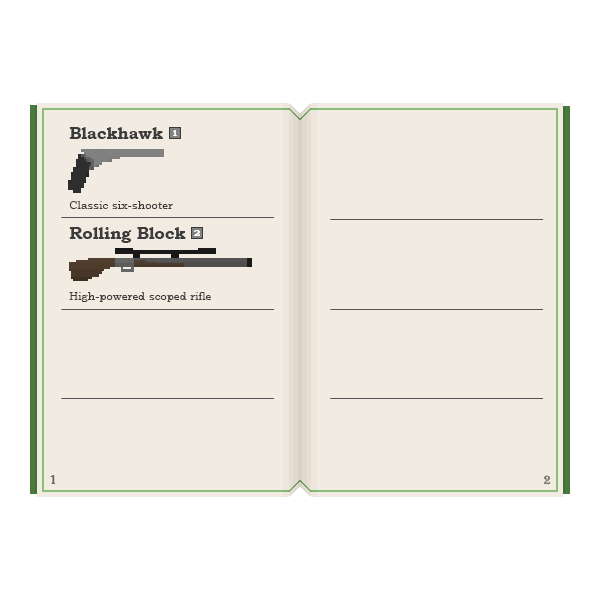 Blackhawk 1
Classic six-shooter
Rolling Block 2
High-powered scoped rifle
1
2